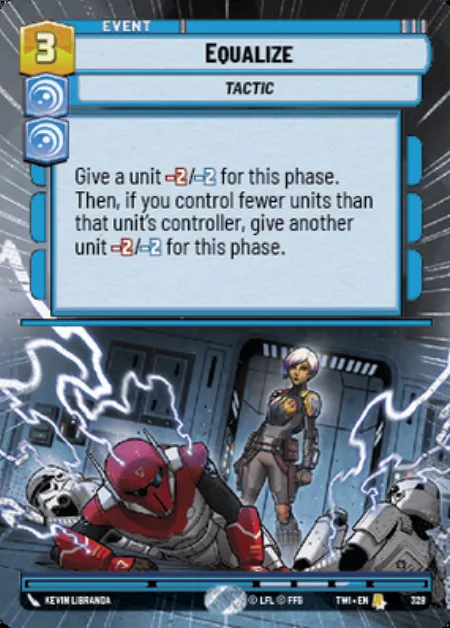 EVENT
3
EQUALIZE
TACTIC
Give a unit -2/-2 for this phase.
Then, if you control fewer units than
that unit's controller, give another
unit -2/-2 for this phase.
KEVIN LIBRANDA
© LFL © FFG
TWI • EN
328